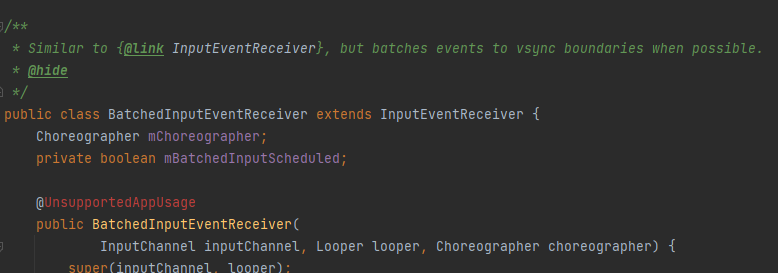 /**
* Similar to {@link InputEventReceiver}, but batches events to vsync boundaries when possible.
* @hide
*/
public class BatchedInputEventReceiver extends InputEventReceiver {
Choreographer mChoreographer;
private boolean mBatchedInputScheduled;
@UnsupportedAppUsage
public BatchedInputEventReceiver(
InputChannel inputChannel, Looper looper, Choreographer choreographer) {
super(inputChannel, looper);